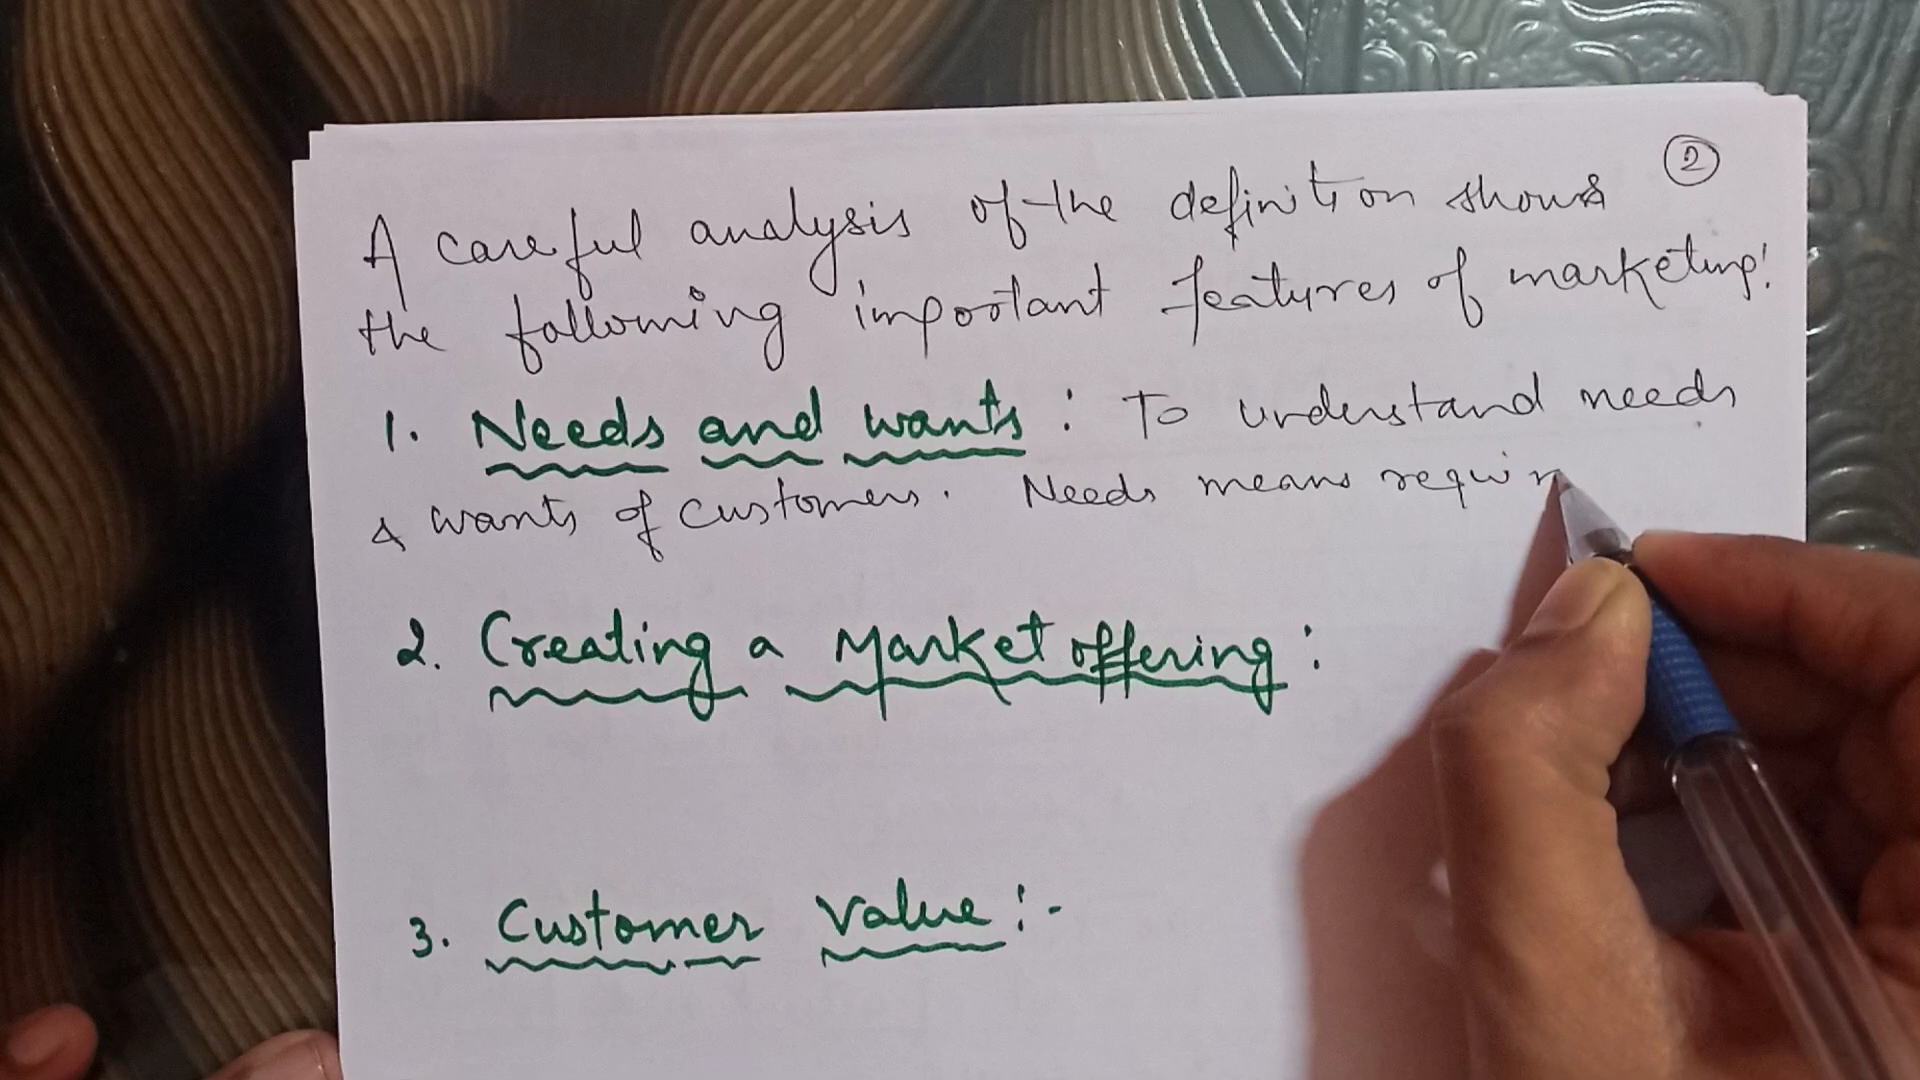 ②
A careful analysis of the definition shows
the following important features of marketing:
1. Needs and wants : To understand needs
& wants of customers. Needs means requir
2. Creating a Market offering :
3. Customer Value :-